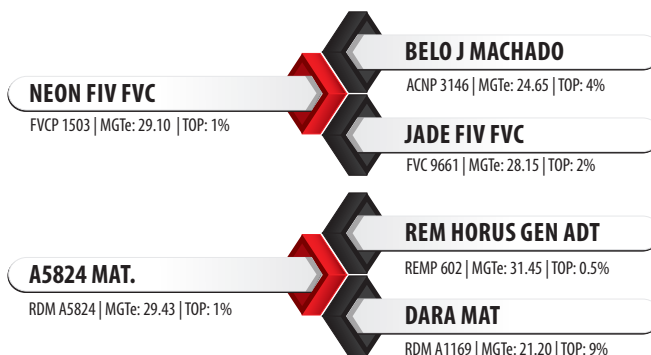 BELO J MACHADO
ACNP 3146 | MGTe: 24.65 | TOP: 4%
NEON FIV FVC
FVCP 1503 | MGTe: 29.10 | TOP: 1%
JADE FIV FVC
FVC 9661 | MGTe: 28.15 | TOP: 2%
REM HORUS GEN ADT
REMP 602 | MGTe: 31.45 | TOP: 0.5%
A5824 MAT.
RDM A5824 | MGTe: 29.43 | TOP: 1%
DARA MAT
RDM A1169 | MGTe: 21.20 | TOP: 9%